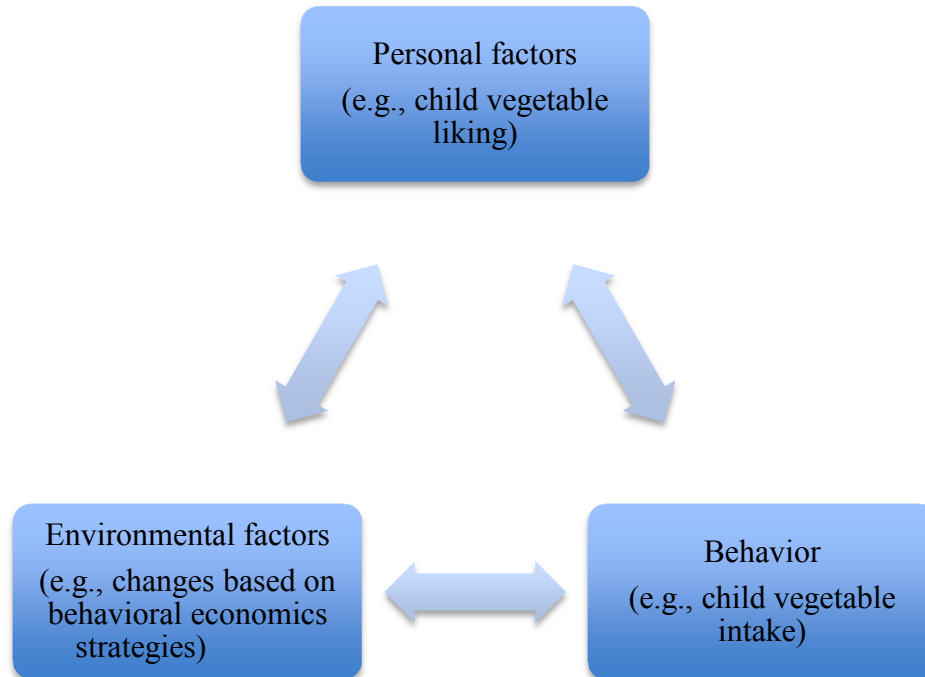 Personal factors
(e.g., child vegetable
liking)
Environmental factors
(e.g., changes based on
behavioral economics
strategies)
Behavior
(e.g., child vegetable
intake)